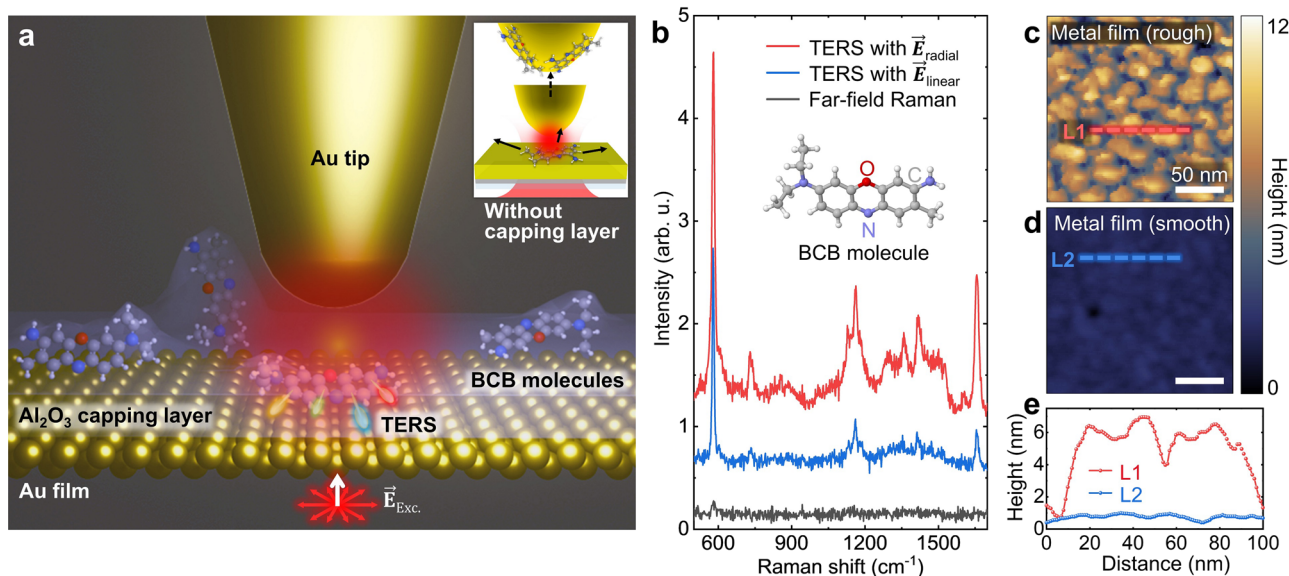 a
Au tip
Without
capping layer
BCB molecules
Al₂O₃ capping layer
TERS
Au film
E⃗Exc.
b
TERS with E⃗radial
TERS with E⃗linear
Far-field Raman
O
C
N
BCB molecule
5
4
3
2
1
0
Intensity (arb. u.)
600 900 1200 1500
Raman shift (cm⁻¹)
c
Metal film (rough)
L1
50 nm
d
Metal film (smooth)
L2
12
Height (nm)
0
e
6
4
2
0
Height (nm)
L1
L2
0 20 40 60 80 100
Distance (nm)